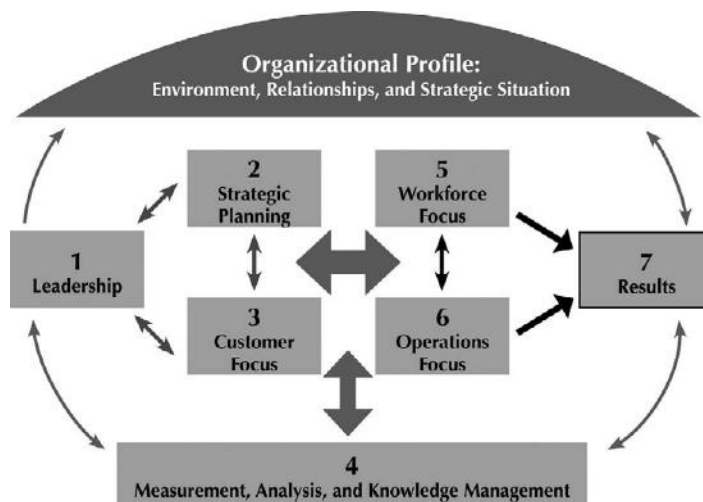 Organizational Profile:
Environment, Relationships, and Strategic Situation
2
Strategic
Planning
5
Workforce
Focus
1
Leadership
7
Results
3
Customer
Focus
6
Operations
Focus
4
Measurement, Analysis, and Knowledge Management